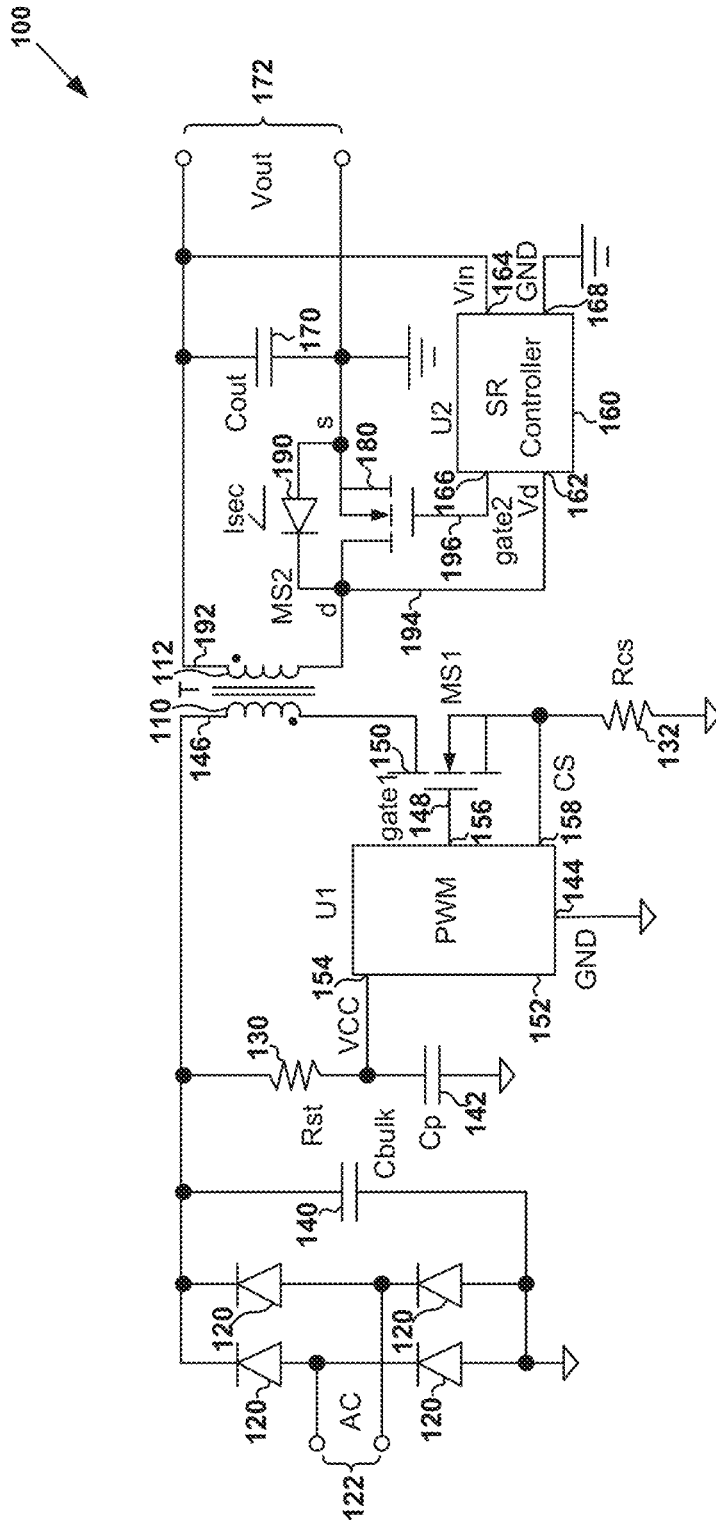 100
122
AC
120
120
120
120
140
Cbulk
Rst
130
Cp
142
VCC
154
U1
PWM
152
GND
144
gate1
148
156
158
CS
150
MS1
Rcs
132
146
110
T
112
192
MS2
d
Isec
190
s
180
194
196
gate2
Vd
166
162
U2
SR
Controller
160
Vin
164
GND
168
Cout
170
Vout
172